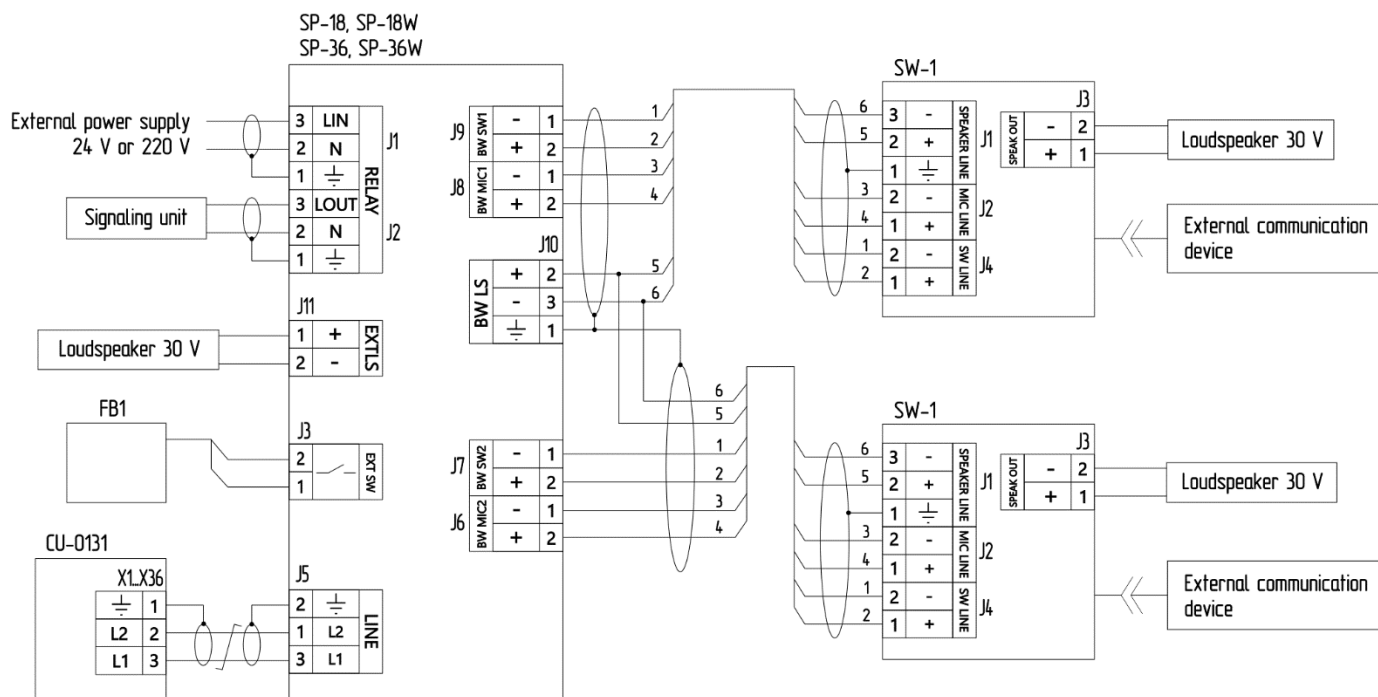 SP-18, SP-18W
SP-36, SP-36W
External power supply
24 V or 220 V
3 LIN
2 N
1
J1
RELAY
Signaling unit
3 LOUT
2 N
1
J2
J11
Loudspeaker 30 V
1 +
2 -
EXTLS
FB1
J3
2
1
EXT SW
CU-0131
X1...X36
1
L2 2
L1 3
J5
2
1 L2
3 L1
LINE
J9
BW SW1
- 1
+ 2
J8
BW MIC1
- 1
+ 2
J10
BW LS
+ 2
- 3
1
J7
BW SW2
- 1
+ 2
J6
BW MIC2
- 1
+ 2
1
2
3
4
5
6
6
5
1
2
3
4
SW-1
6
5
3
4
1
2
3 -
2 +
1
SPEAKER LINE
J1
2 -
1 +
MIC LINE
J2
2 -
1 +
SW LINE
J4
J3
SPEAK OUT
- 2
+ 1
Loudspeaker 30 V
External communication
device
SW-1
6
5
3
4
1
2
3 -
2 +
1
SPEAKER LINE
J1
2 -
1 +
MIC LINE
J2
2 -
1 +
SW LINE
J4
J3
SPEAK OUT
- 2
+ 1
Loudspeaker 30 V
External communication
device